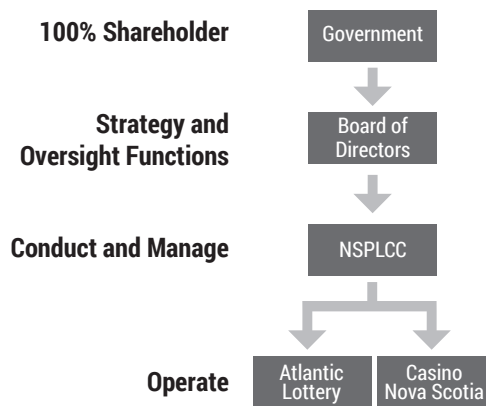 100% Shareholder
Government
Strategy and
Oversight Functions
Board of
Directors
Conduct and Manage
NSPLCC
Operate
Atlantic
Lottery
Casino
Nova Scotia